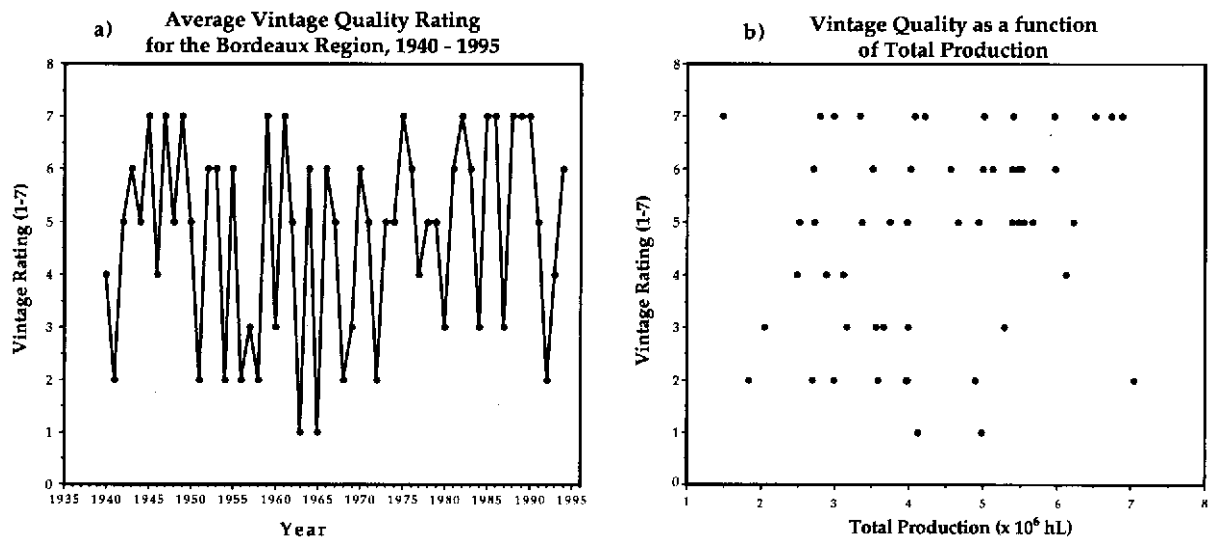 a)
Average Vintage Quality Rating
for the Bordeaux Region, 1940 - 1995
8
7
6
5
4
3
2
1
0
Vintage Rating (1-7)
1935 1940 1945 1950 1955 1960 1965 1970 1975 1980 1985 1990 1995
Year
b)
Vintage Quality as a function
of Total Production
8
7
6
5
4
3
2
1
0
Vintage Rating (1-7)
1 2 3 4 5 6 7 8
Total Production (x 10⁶ hL)